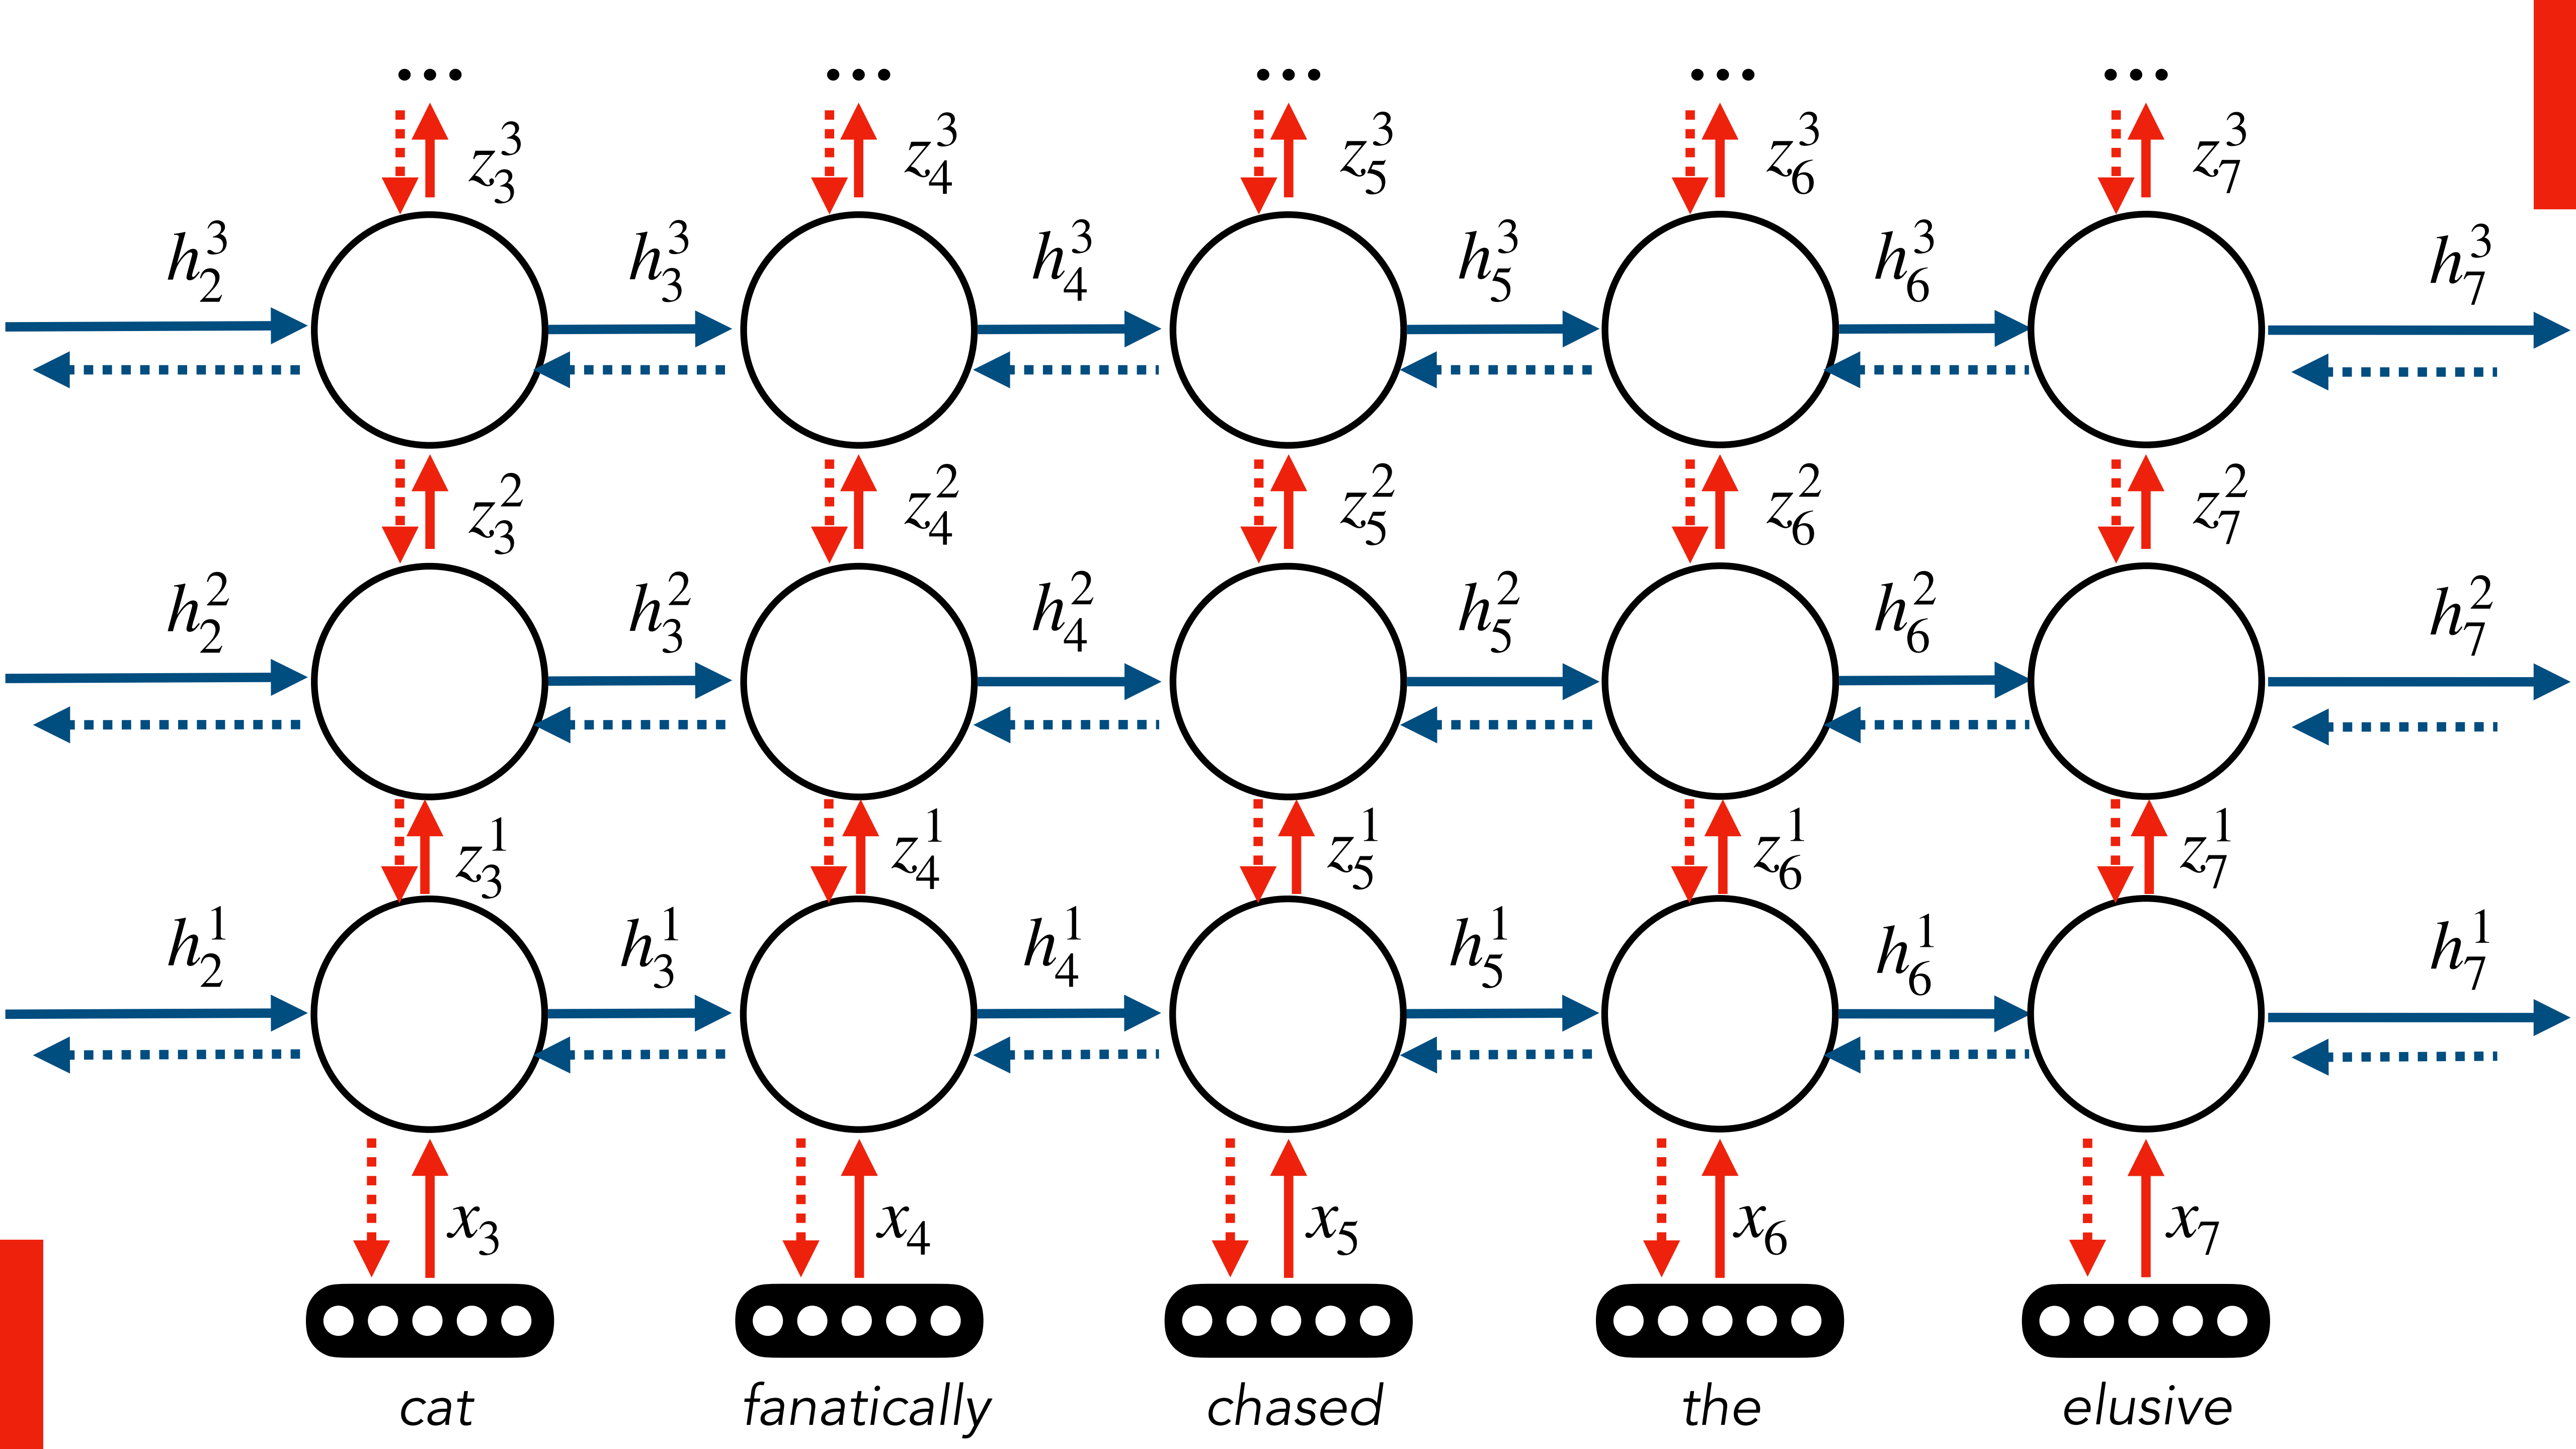 ... ... ... ... ...
z_3^3 z_4^3 z_5^3 z_6^3 z_7^3
h_2^3 h_3^3 h_4^3 h_5^3 h_6^3 h_7^3
z_3^2 z_4^2 z_5^2 z_6^2 z_7^2
h_2^2 h_3^2 h_4^2 h_5^2 h_6^2 h_7^2
z_3^1 z_4^1 z_5^1 z_6^1 z_7^1
h_2^1 h_3^1 h_4^1 h_5^1 h_6^1 h_7^1
x_3 x_4 x_5 x_6 x_7
cat fanatically chased the elusive